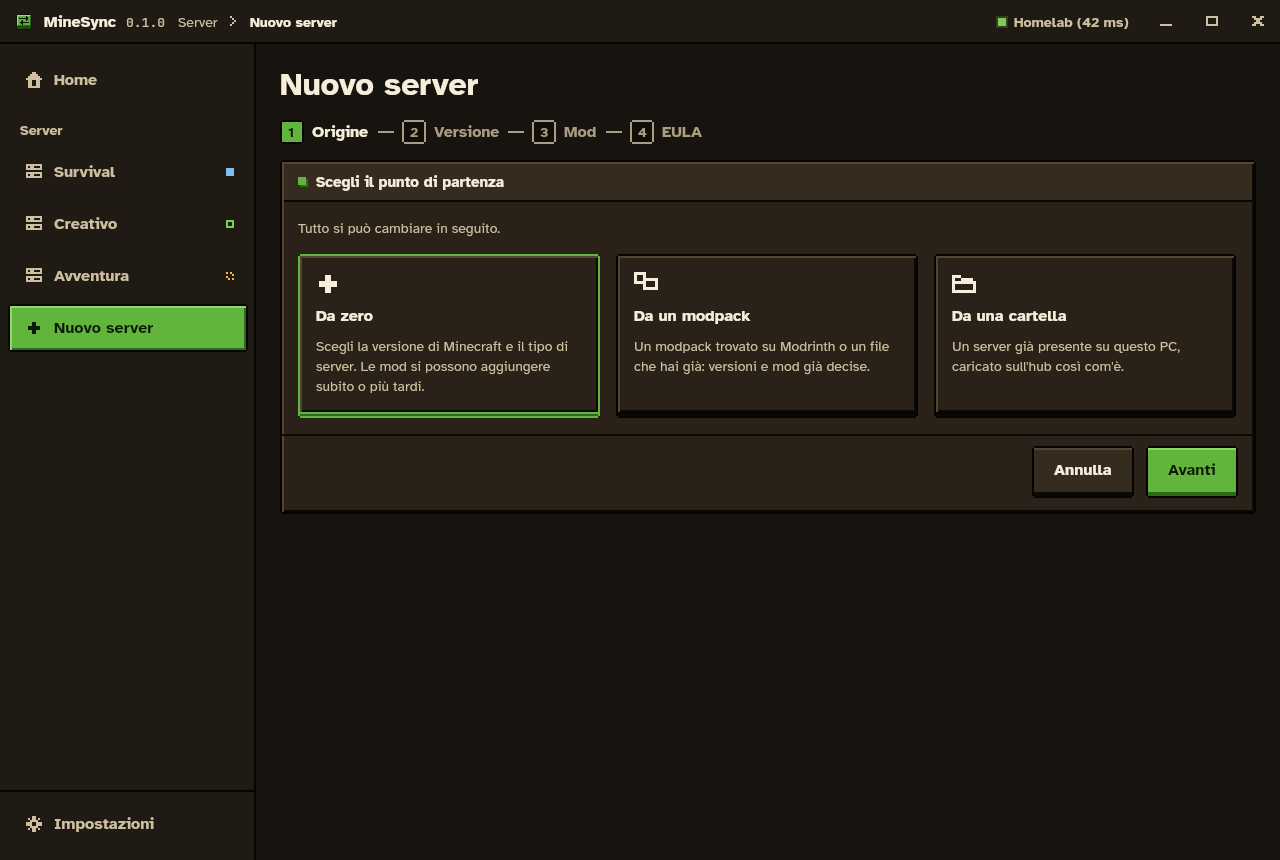 MineSync 0.1.0 Server Nuovo server
Homelab (42 ms)
Home
Server
Survival
Creativo
Avventura
Nuovo server
Impostazioni
Nuovo server
1 Origine 2 Versione 3 Mod 4 EULA
Scegli il punto di partenza
Tutto si può cambiare in seguito.
Da zero
Scegli la versione di Minecraft e il tipo di
server. Le mod si possono aggiungere
subito o più tardi.
Da un modpack
Un modpack trovato su Modrinth o un file
che hai già: versioni e mod già decise.
Da una cartella
Un server già presente su questo PC,
caricato sull'hub così com'è.
Annulla
Avanti